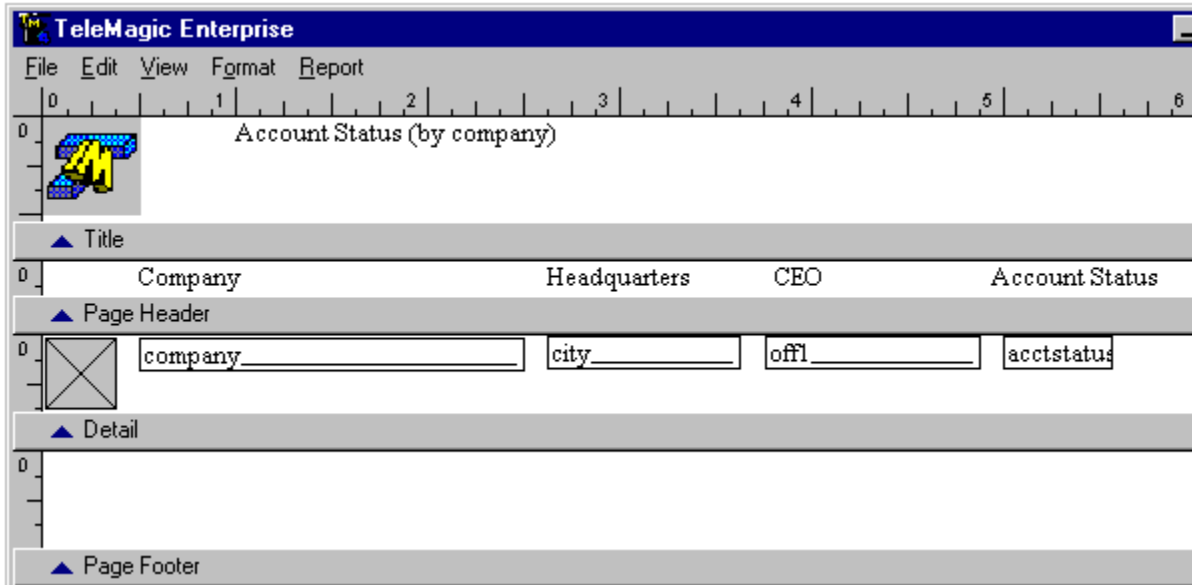 TeleMagic Enterprise
File Edit View Format Report
0 1 2 3 4 5 6
0 TM Account Status (by company)
Title
0 Company Headquarters CEO Account Status
Page Header
0 company city off1 acctstatus
Detail
0
Page Footer